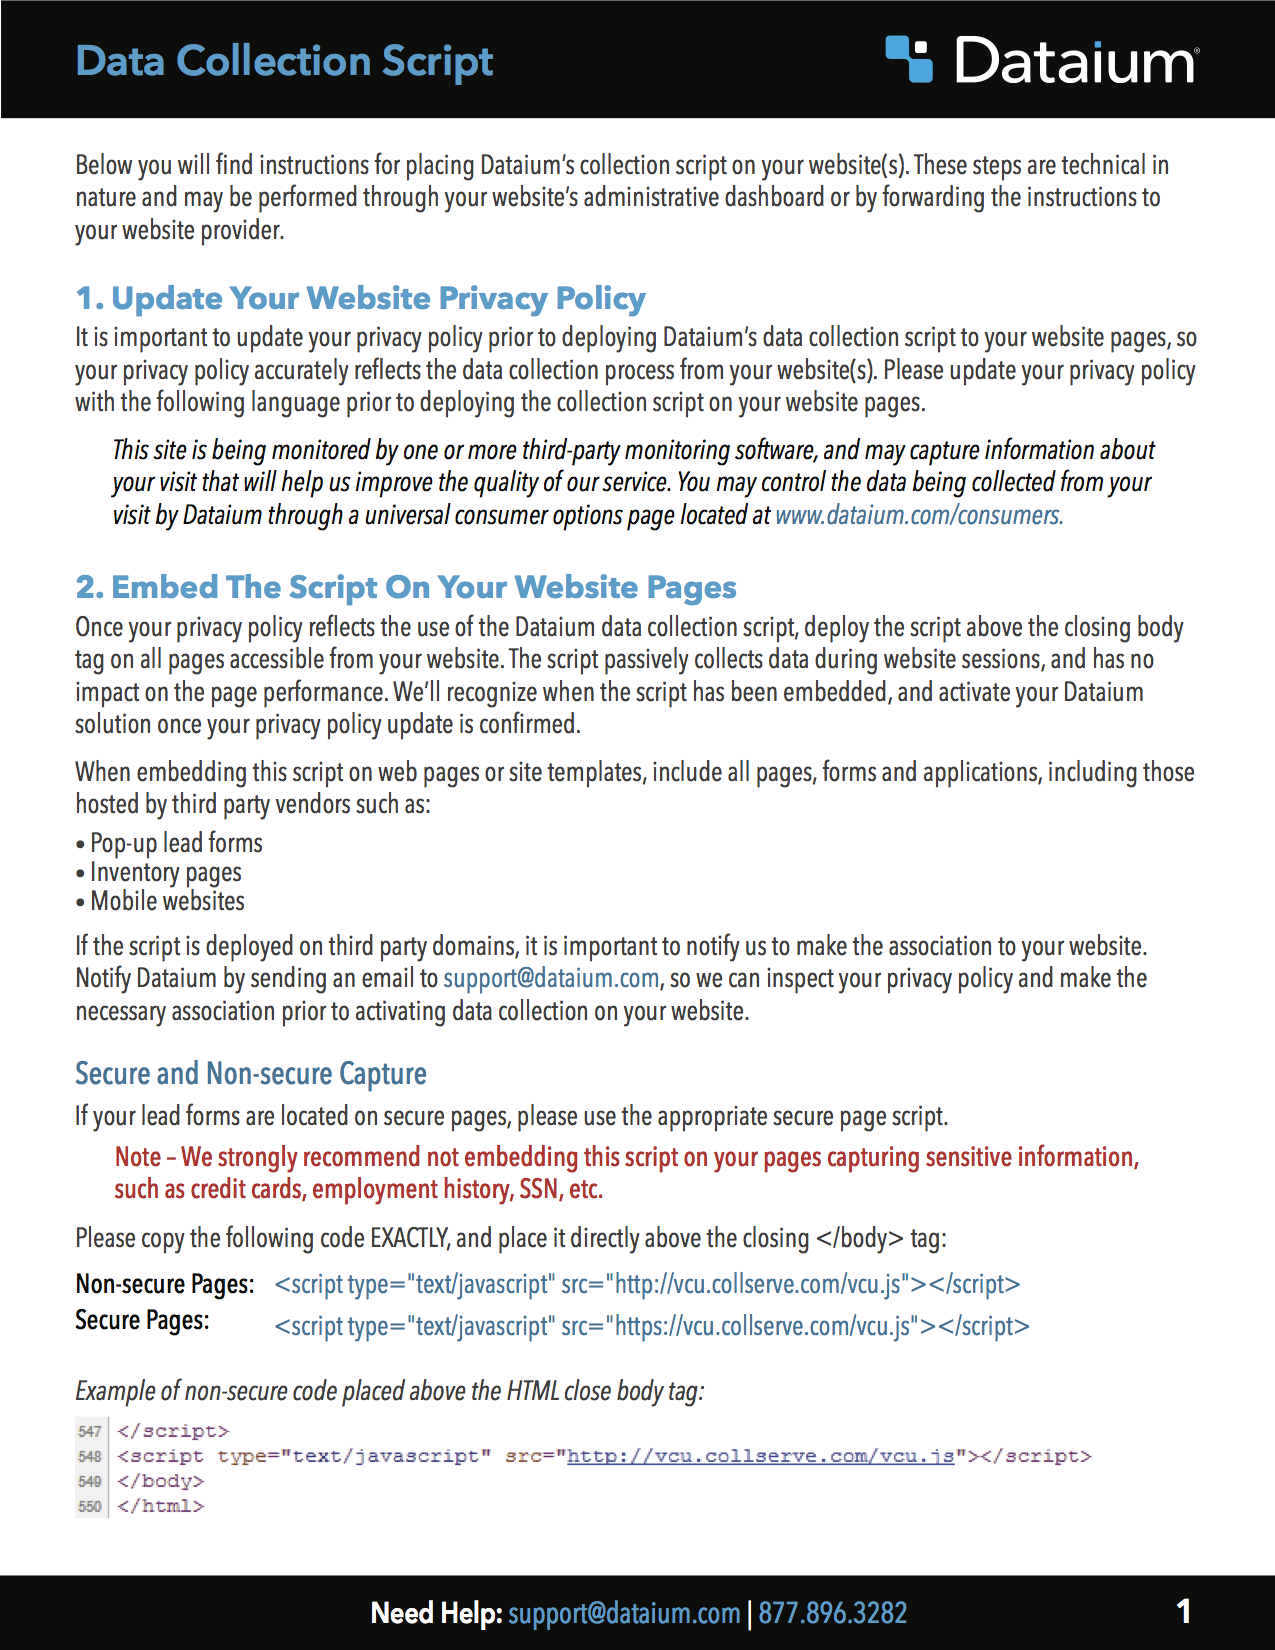 Data Collection Script
Dataium®
Below you will find instructions for placing Dataium’s collection script on your website(s). These steps are technical in
nature and may be performed through your website’s administrative dashboard or by forwarding the instructions to
your website provider.
1. Update Your Website Privacy Policy
It is important to update your privacy policy prior to deploying Dataium’s data collection script to your website pages, so
your privacy policy accurately reflects the data collection process from your website(s). Please update your privacy policy
with the following language prior to deploying the collection script on your website pages.
This site is being monitored by one or more third-party monitoring software, and may capture information about
your visit that will help us improve the quality of our service. You may control the data being collected from your
visit by Dataium through a universal consumer options page located at www.dataium.com/consumers.
2. Embed The Script On Your Website Pages
Once your privacy policy reflects the use of the Dataium data collection script, deploy the script above the closing body
tag on all pages accessible from your website. The script passively collects data during website sessions, and has no
impact on the page performance. We’ll recognize when the script has been embedded, and activate your Dataium
solution once your privacy policy update is confirmed.
When embedding this script on web pages or site templates, include all pages, forms and applications, including those
hosted by third party vendors such as:
• Pop-up lead forms
• Inventory pages
• Mobile websites
If the script is deployed on third party domains, it is important to notify us to make the association to your website.
Notify Dataium by sending an email to support@dataium.com, so we can inspect your privacy policy and make the
necessary association prior to activating data collection on your website.
Secure and Non-secure Capture
If your lead forms are located on secure pages, please use the appropriate secure page script.
Note – We strongly recommend not embedding this script on your pages capturing sensitive information,
such as credit cards, employment history, SSN, etc.
Please copy the following code EXACTLY, and place it directly above the closing </body> tag:
Non-secure Pages: <script type="text/javascript" src="http://vcu.collserve.com/vcu.js"></script>
Secure Pages: <script type="text/javascript" src="https://vcu.collserve.com/vcu.js"></script>
Example of non-secure code placed above the HTML close body tag:
547 </script>
548 <script type="text/javascript" src="http://vcu.collserve.com/vcu.js"></script>
549 </body>
550 </html>
Need Help: support@dataium.com | 877.896.3282
1